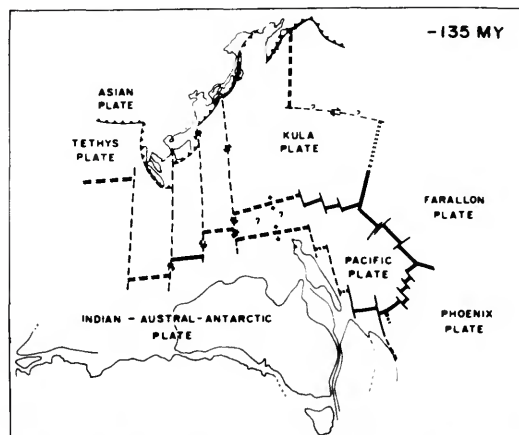 -135 MY
ASIAN
PLATE
TETHYS
PLATE
KULA
PLATE
?
?
FARALLON
PLATE
?
?
PACIFIC
PLATE
PHOENIX
PLATE
INDIAN - AUSTRAL-ANTARCTIC
PLATE